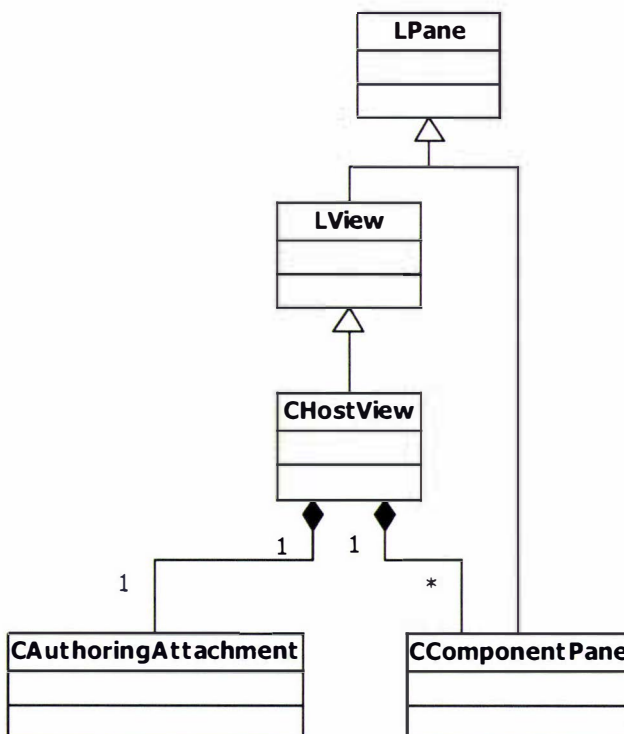 LPane
LView
CHostView
1 1
1 *
CAuthoringAttachment CComponentPane